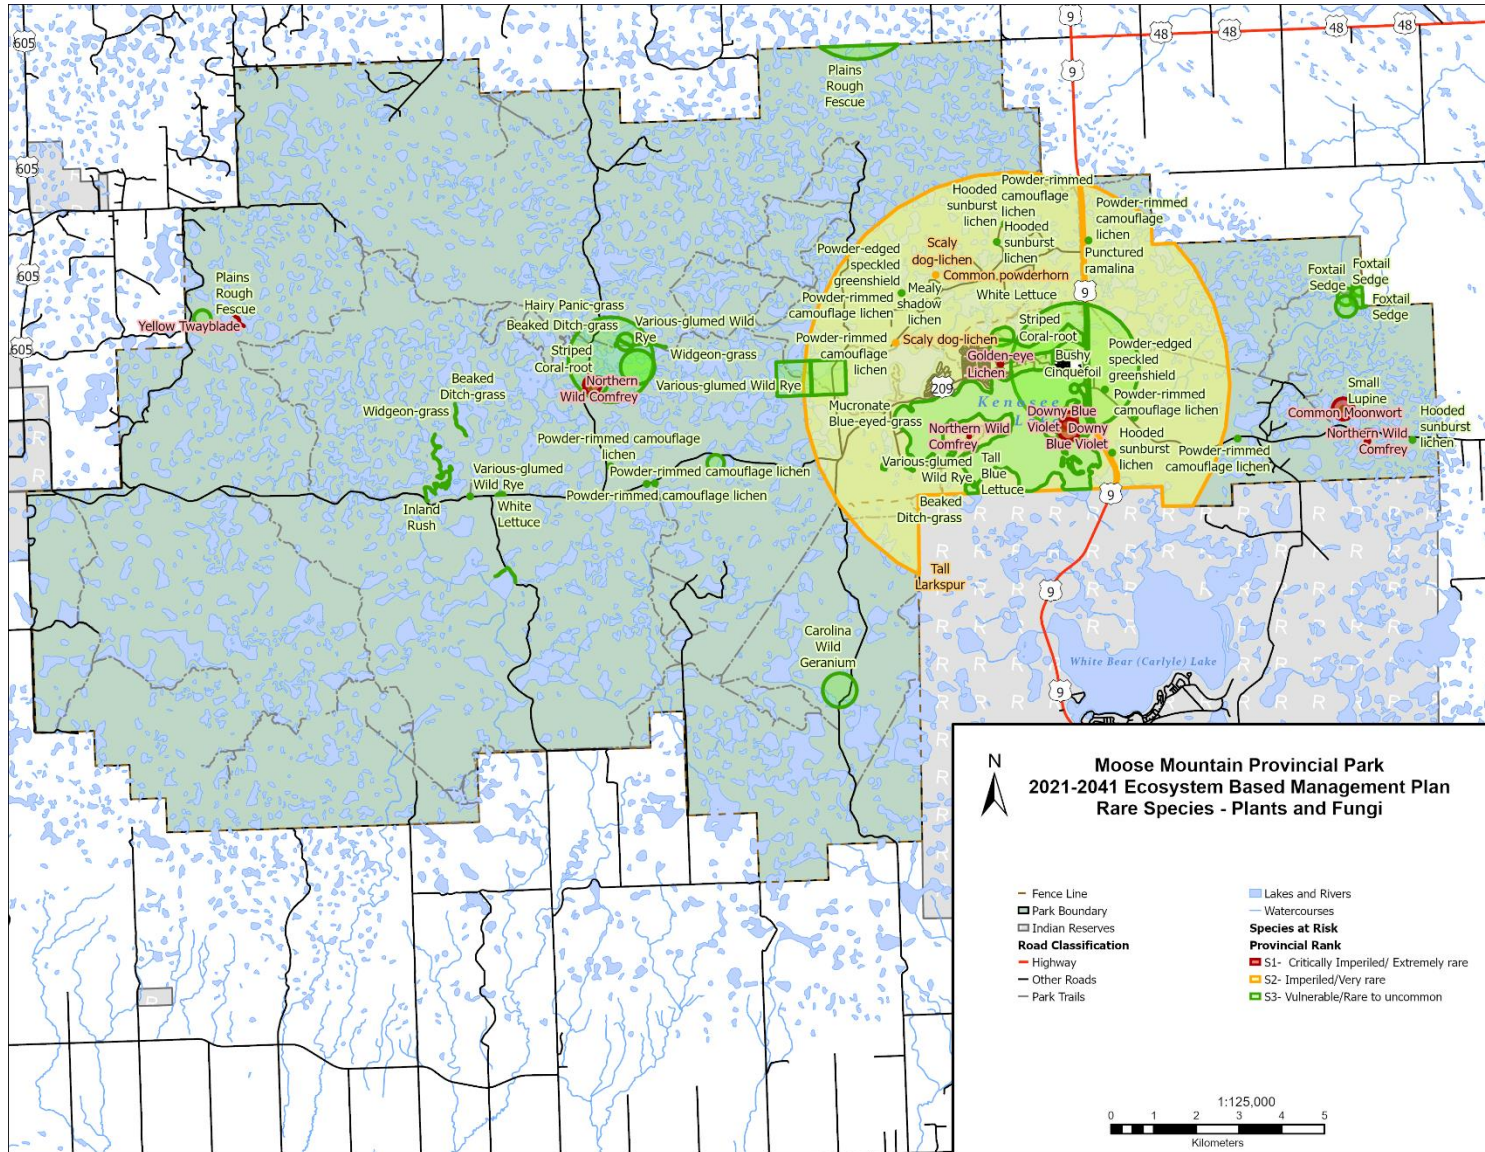 605
605
605
605
9
9
9
9
9
9
48
48
48
48
209
Plains
Rough
Fescue
Powder-rimmed
camouflage
lichen
Hooded
sunburst
lichen
Hooded
sunburst
lichen
Powder-rimmed
camouflage
lichen
Punctured
ramalina
Scaly
dog-lichen
Common powderhorn
Powder-edged
speckled
greenshield
Mealy
shadow
lichen
White Lettuce
Powder-rimmed
camouflage lichen
Striped
Coral-root
Powder-rimmed
camouflage
lichen
Scaly dog-lichen
Golden-eye
Lichen
Bushy
Cinquefoil
Powder-edged
speckled
greenshield
Powder-rimmed
camouflage lichen
Kenosee
L
Mucronate
Blue-eyed-grass
Northern Wild
Comfrey
Downy Blue
Violet
Downy
Blue Violet
Hooded
sunburst
lichen
Various-glumed
Wild Rye
Tall
Blue
Lettuce
Beaked
Ditch-grass
Tall
Larkspur
Powder-rimmed
camouflage lichen
Foxtail
Sedge
Foxtail
Sedge
Foxtail
Sedge
Small
Lupine
Common Moonwort
Northern Wild
Comfrey
Hooded
sunburst
lichen
Plains
Rough
Fescue
Yellow Twayblade
Hairy Panic-grass
Beaked Ditch-grass
Various-glumed Wild
Rye
Striped
Coral-root
Widgeon-grass
Northern
Wild Comfrey
Various-glumed Wild Rye
Beaked
Ditch-grass
Widgeon-grass
Powder-rimmed camouflage
lichen
Powder-rimmed camouflage lichen
Powder-rimmed camouflage lichen
Various-glumed
Wild Rye
White
Lettuce
Inland
Rush
Carolina
Wild
Geranium
White Bear (Carlyle) Lake
N
Moose Mountain Provincial Park
2021-2041 Ecosystem Based Management Plan
Rare Species - Plants and Fungi
Fence Line
Park Boundary
Indian Reserves
Road Classification
Highway
Other Roads
Park Trails
Lakes and Rivers
Watercourses
Species at Risk
Provincial Rank
S1- Critically Imperiled/ Extremely rare
S2- Imperiled/Very rare
S3- Vulnerable/Rare to uncommon
1:125,000
0 1 2 3 4 5
Kilometers